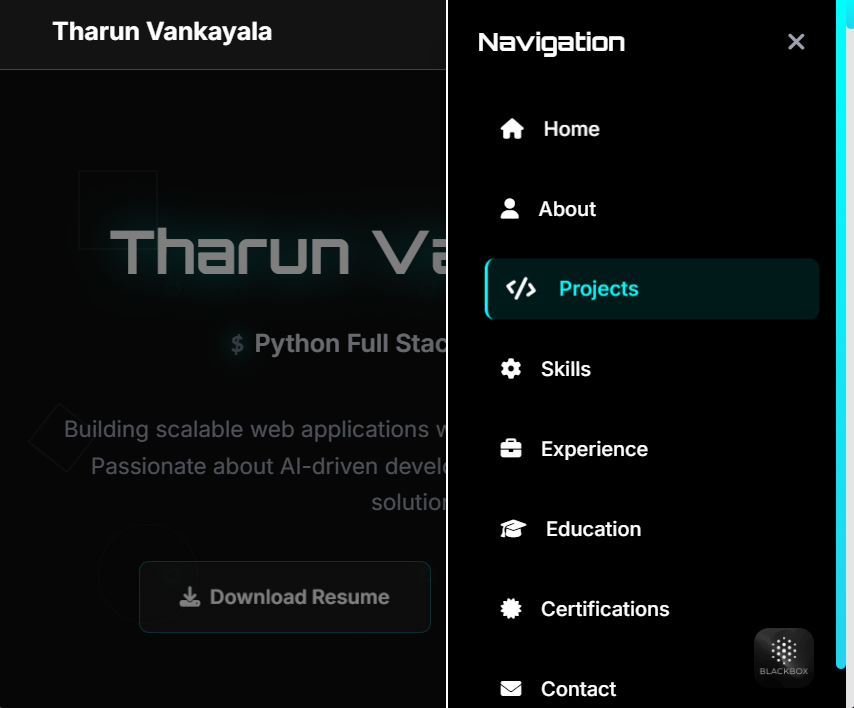 Tharun Vankayala
Tharun Va
$ Python Full Stac
Building scalable web applications w
Passionate about AI-driven develo
solution
Download Resume
Navigation
Home
About
</> Projects
Skills
Experience
Education
Certifications
Contact
BLACKBOX